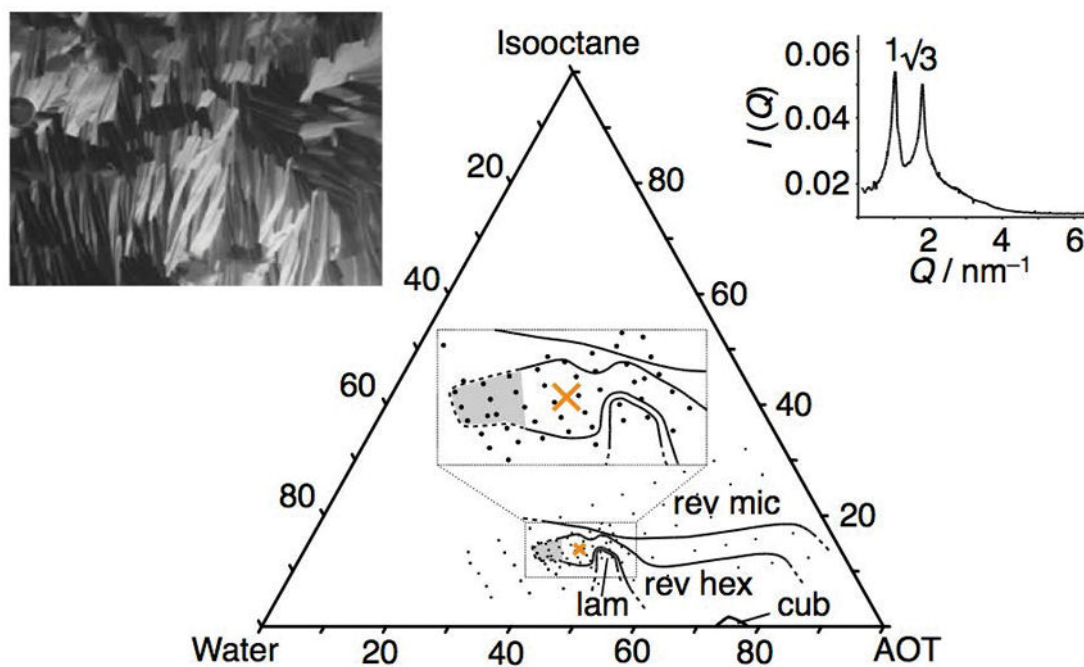 Isooctane
0.06
1 √3
I (Q)
0.04
0.02
2
4
6
Q / nm⁻¹
20
80
40
60
60
40
80
20
rev mic
rev hex
lam
cub
Water
20
40
60
80
AOT